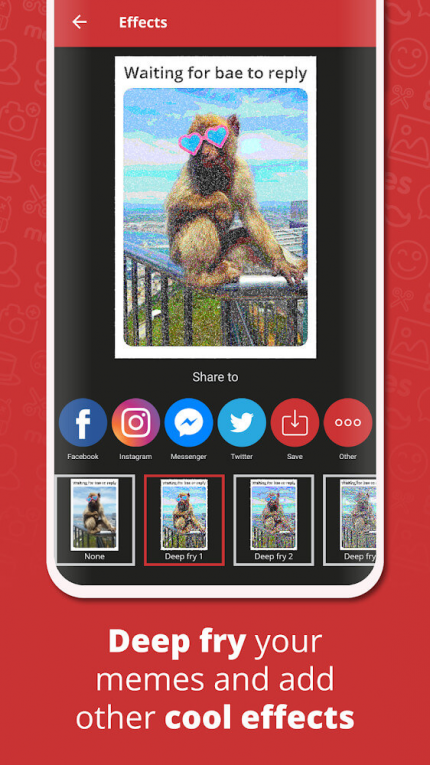 Effects
Waiting for bae to reply
Share to
Facebook
Instagram
Messenger
Twitter
Save
Other
Waiting for bae to reply
Waiting for bae to reply
Waiting for bae to reply
None
Deep fry 1
Deep fry 2
Deep fry
Deep fry your
memes and add
other cool effects